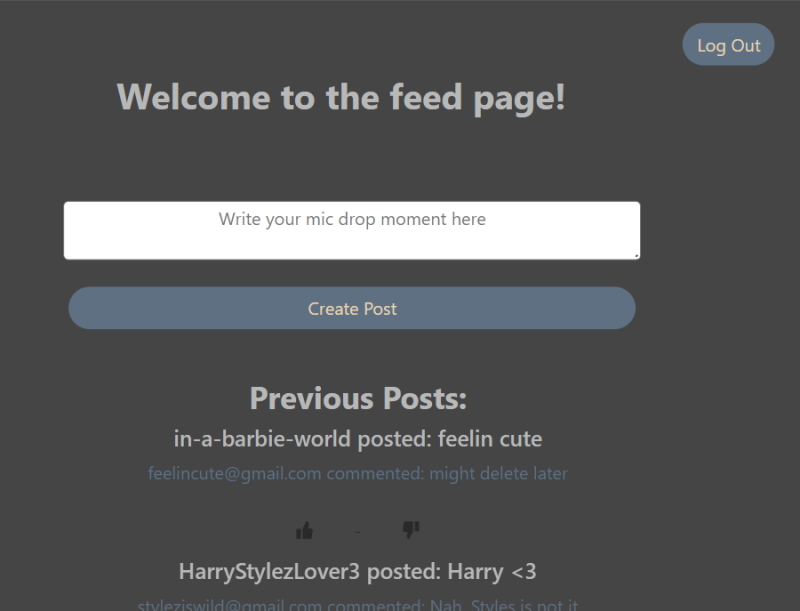 Log Out
Welcome to the feed page!
Write your mic drop moment here
Create Post
Previous Posts:
in-a-barbie-world posted: feelin cute
feelincute@gmail.com commented: might delete later
-
HarryStylezLover3 posted: Harry <3
styleziswild@gmail.com commented: Nah, Styles is not it